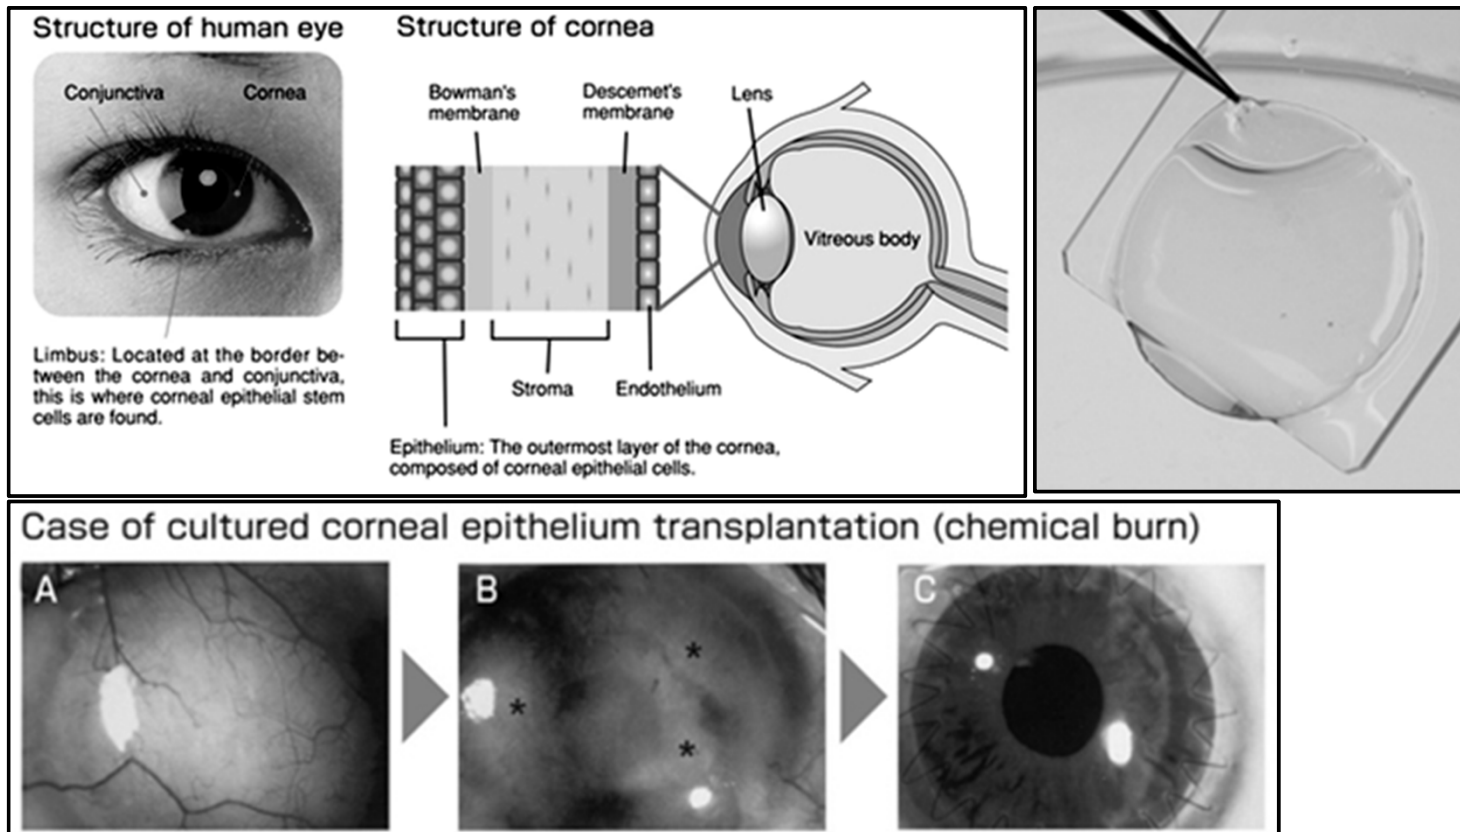 Structure of human eye
Conjunctiva
Cornea
Limbus: Located at the border be-
tween the cornea and conjunctiva,
this is where corneal epithelial stem
cells are found.
Structure of cornea
Bowman's
membrane
Descemet's
membrane
Lens
Vitreous body
Stroma
Endothelium
Epithelium: The outermost layer of the cornea,
composed of corneal epithelial cells.
Case of cultured corneal epithelium transplantation (chemical burn)
A
B
*
*
*
C